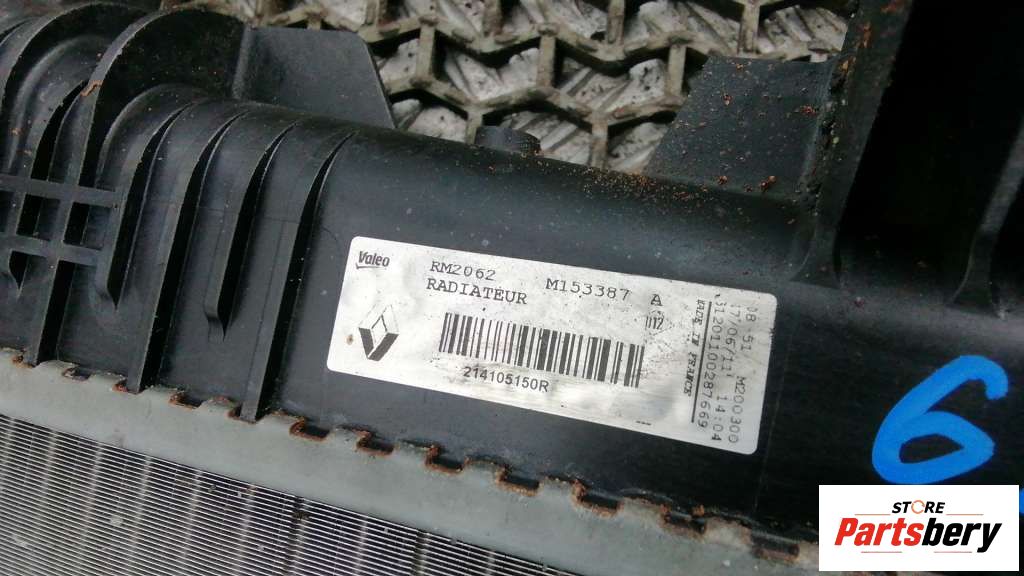 Valeo
RM2062 M153387 A
RADIATEUR
214105150R
08 51 M200300
17/06/11 14:04
MADE IN FRANCE
6
STORE
Partsbery